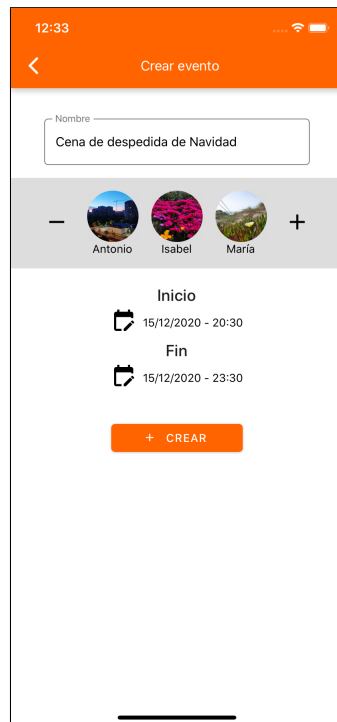 12:33
Crear evento
Nombre
Cena de despedida de Navidad
Antonio Isabel María
Inicio
15/12/2020 - 20:30
Fin
15/12/2020 - 23:30
+ CREAR